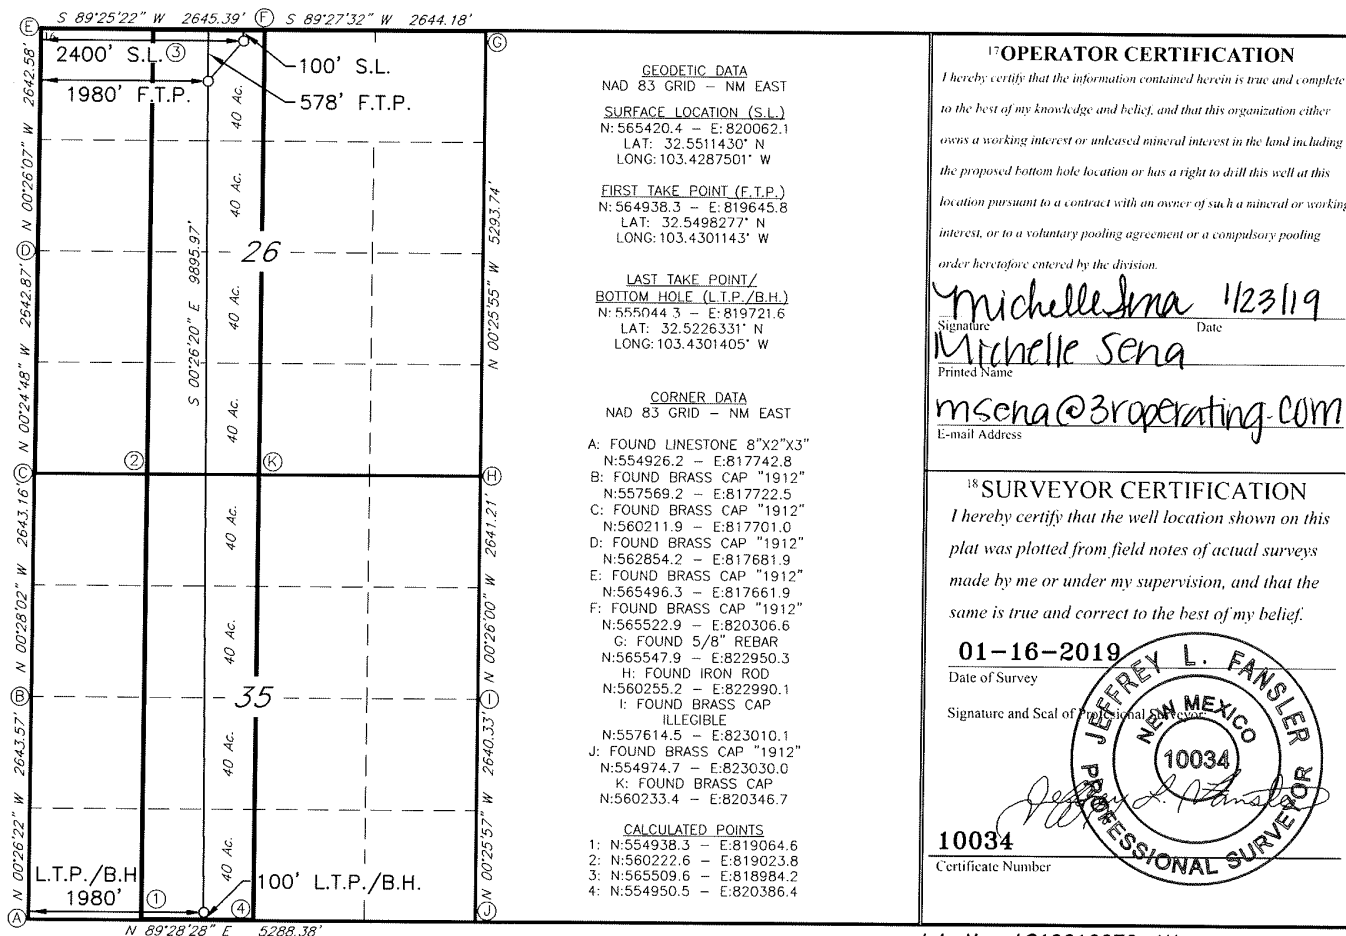 S 89°25'22" W 2645.39' F S 89°27'32" W 2644.18'
E
G
16
2400' S.L. 3
100' S.L.
1980' F.T.P.
578' F.T.P.
N 00°26'07" W 2642.58'
40 Ac.
40 Ac.
D
26
S 00°26'20" E 9895.97'
N 00°25'55" W 5293.74'
N 00°24'48" W 2642.87'
40 Ac.
40 Ac.
2
K
C
H
N 00°28'02" W 2643.16'
40 Ac.
N 00°26'00" W 2641.21'
40 Ac.
B
35
I
N 00°26'22" W 2643.57'
40 Ac.
N 00°25'57" W 2640.33'
40 Ac.
L.T.P./B.H
1980'
1
100' L.T.P./B.H.
4
A
J
N 89°28'28" E 5288.38'
GEODETIC DATA
NAD 83 GRID – NM EAST
SURFACE LOCATION (S.L.)
N: 565420.4 – E: 820062.1
LAT: 32.5511430° N
LONG: 103.4287501° W
FIRST TAKE POINT (F.T.P.)
N: 564938.3 – E: 819645.8
LAT: 32.5498277° N
LONG: 103.4301143° W
LAST TAKE POINT/
BOTTOM HOLE (L.T.P./B.H.)
N: 555044.3 – E: 819721.6
LAT: 32.5226331° N
LONG: 103.4301405° W
CORNER DATA
NAD 83 GRID – NM EAST
A: FOUND LINESTONE 8"X2"X3"
N:554926.2 – E:817742.8
B: FOUND BRASS CAP "1912"
N:557569.2 – E:817722.5
C: FOUND BRASS CAP "1912"
N:560211.9 – E:817701.0
D: FOUND BRASS CAP "1912"
N:562854.2 – E:817681.9
E: FOUND BRASS CAP "1912"
N:565496.3 – E:817661.9
F: FOUND BRASS CAP "1912"
N:565522.9 – E:820306.6
G: FOUND 5/8" REBAR
N:565547.9 – E:822950.3
H: FOUND IRON ROD
N:560255.2 – E:822990.1
I: FOUND BRASS CAP
ILLEGIBLE
N:557614.5 – E:823010.1
J: FOUND BRASS CAP "1912"
N:554974.7 – E:823030.0
K: FOUND BRASS CAP
N:560233.4 – E:820346.7
CALCULATED POINTS
1: N:554938.3 – E:819064.6
2: N:560222.6 – E:819023.8
3: N:565509.6 – E:818984.2
4: N:554950.5 – E:820386.4
17 OPERATOR CERTIFICATION
I hereby certify that the information contained herein is true and complete
to the best of my knowledge and belief, and that this organization either
owns a working interest or unleased mineral interest in the land including
the proposed bottom hole location or has a right to drill this well at this
location pursuant to a contract with an owner of such a mineral or working
interest, or to a voluntary pooling agreement or a compulsory pooling
order heretofore entered by the division.
Michelle Sena 1/23/19
Signature Date
Michelle Sena
Printed Name
msena@3roperating.com
E-mail Address
18 SURVEYOR CERTIFICATION
I hereby certify that the well location shown on this
plat was plotted from field notes of actual surveys
made by me or under my supervision, and that the
same is true and correct to the best of my belief.
01-16-2019
Date of Survey
Signature and Seal of Professional Surveyor:
JEFFREY L. FANSLER
NEW MEXICO
10034
PROFESSIONAL SURVEYOR
Jeffrey L. Fansler
10034
Certificate Number